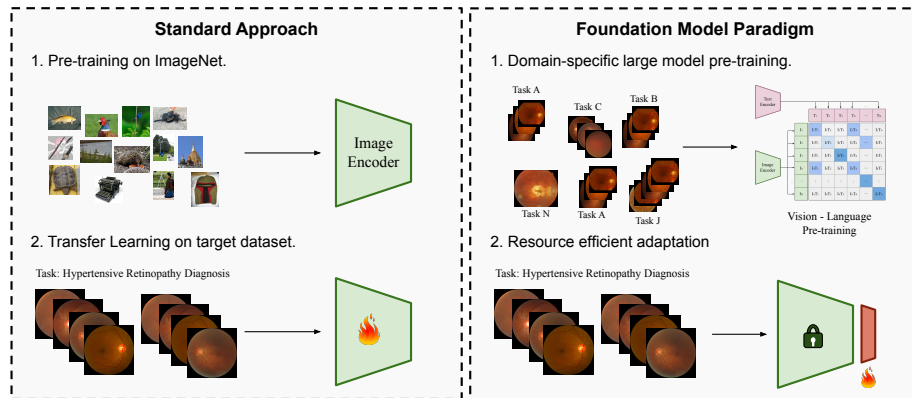 Standard Approach
1. Pre-training on ImageNet.
Image
Encoder
2. Transfer Learning on target dataset.
Task: Hypertensive Retinopathy Diagnosis
Foundation Model Paradigm
1. Domain-specific large model pre-training.
Task A
Task C
Task B
Task N
Task A
Task J
Text
Encoder
Image
Encoder
Vision - Language
Pre-training
2. Resource efficient adaptation
Task: Hypertensive Retinopathy Diagnosis